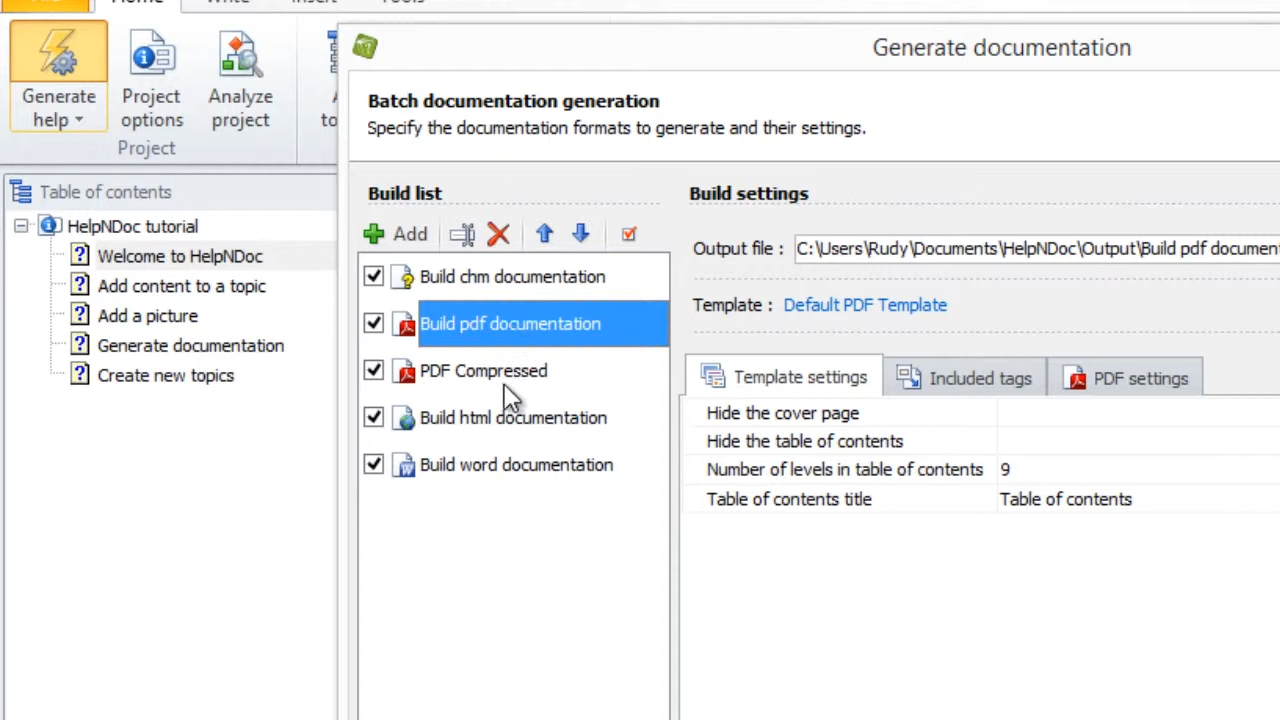 Home Write Insert Tools
Generate documentation
Generate help
Project options
Analyze project
Project
Batch documentation generation
Specify the documentation formats to generate and their settings.
Table of contents
HelpNDoc tutorial
Welcome to HelpNDoc
Add content to a topic
Add a picture
Generate documentation
Create new topics
Build list
Add
Build chm documentation
Build pdf documentation
PDF Compressed
Build html documentation
Build word documentation
Build settings
Output file : C:\Users\Rudy\Documents\HelpNDoc\Output\Build pdf document
Template : Default PDF Template
Template settings Included tags PDF settings
Hide the cover page
Hide the table of contents
Number of levels in table of contents 9
Table of contents title Table of contents